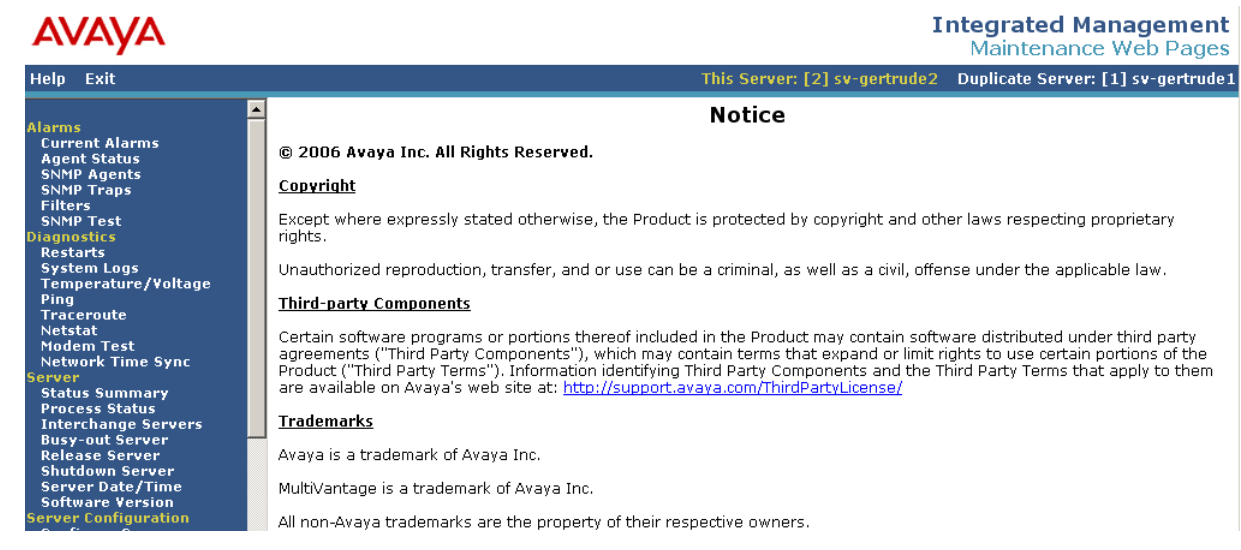 AVAYA
Integrated Management
Maintenance Web Pages
Help Exit
This Server: [2] sv-gertrude2 Duplicate Server: [1] sv-gertrude1
Alarms
Current Alarms
Agent Status
SNMP Agents
SNMP Traps
Filters
SNMP Test
Diagnostics
Restarts
System Logs
Temperature/Voltage
Ping
Traceroute
Netstat
Modem Test
Network Time Sync
Server
Status Summary
Process Status
Interchange Servers
Busy-out Server
Release Server
Shutdown Server
Server Date/Time
Software Version
Server Configuration
Notice
© 2006 Avaya Inc. All Rights Reserved.
Copyright
Except where expressly stated otherwise, the Product is protected by copyright and other laws respecting proprietary
rights.
Unauthorized reproduction, transfer, and or use can be a criminal, as well as a civil, offense under the applicable law.
Third-party Components
Certain software programs or portions thereof included in the Product may contain software distributed under third party
agreements ("Third Party Components"), which may contain terms that expand or limit rights to use certain portions of the
Product ("Third Party Terms"). Information identifying Third Party Components and the Third Party Terms that apply to them
are available on Avaya's web site at: http://support.avaya.com/ThirdPartyLicense/
Trademarks
Avaya is a trademark of Avaya Inc.
MultiVantage is a trademark of Avaya Inc.
All non-Avaya trademarks are the property of their respective owners.